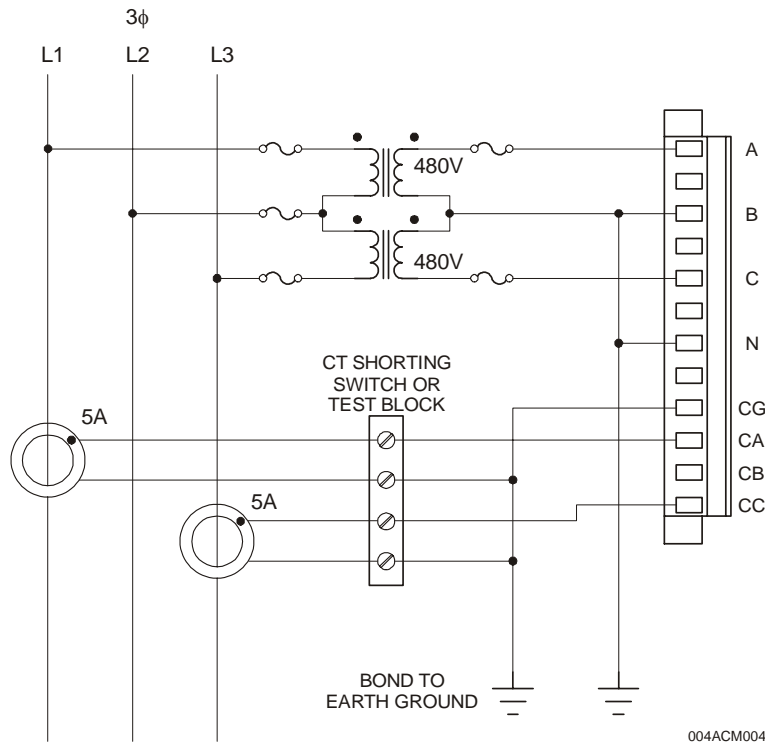 3ϕ
L1 L2 L3
480V
480V
A
B
C
N
CG
CA
CB
CC
CT SHORTING
SWITCH OR
TEST BLOCK
5A
5A
BOND TO
EARTH GROUND
004ACM004